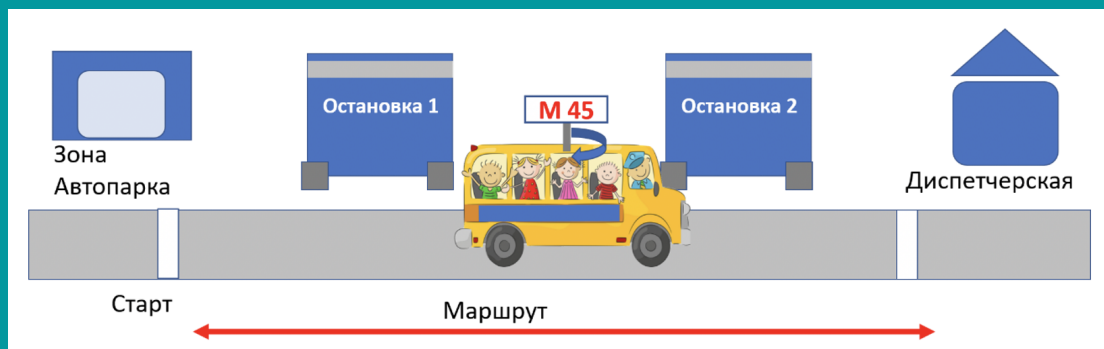 Остановка 1
М 45
Остановка 2
Зона
Автопарка
Диспетчерская
Старт
Маршрут